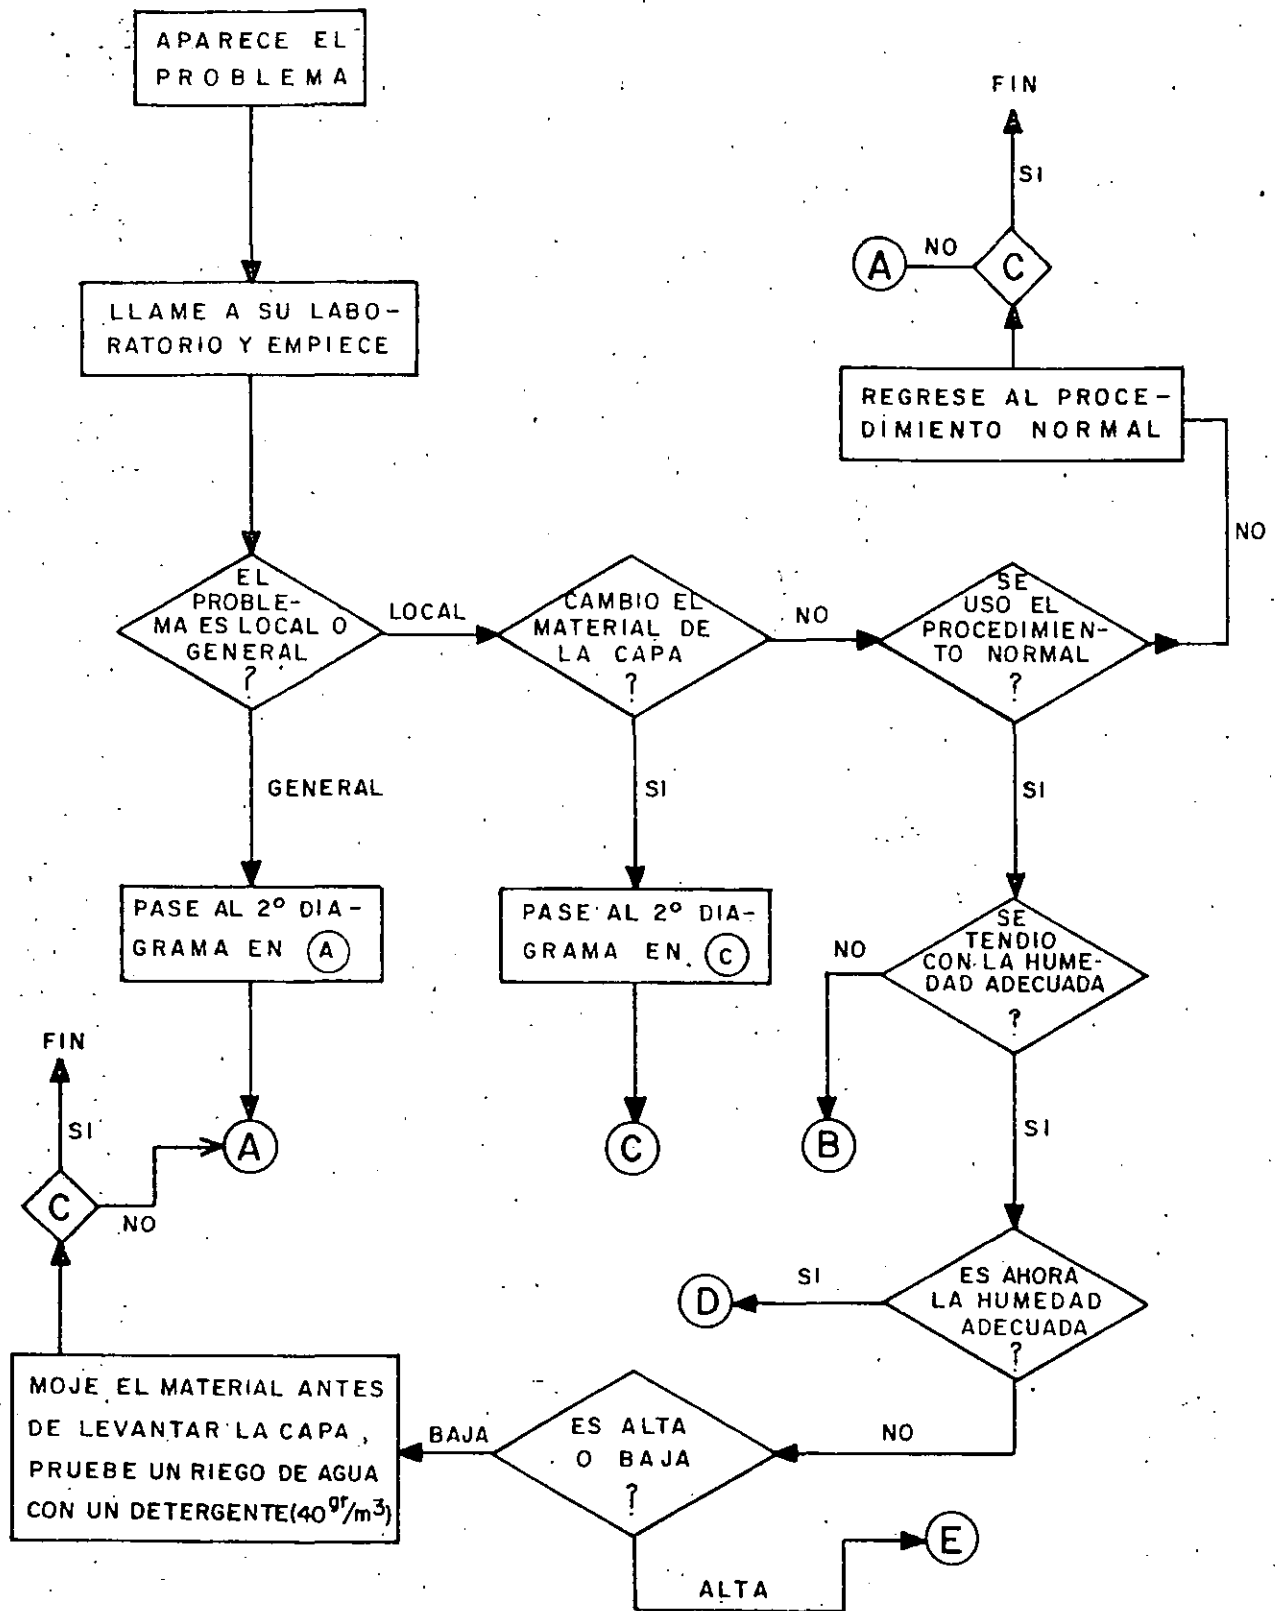 APARECE EL
PROBLEMA
FIN
SI
A
NO
C
LLAME A SU LABO-
RATORIO Y EMPIECE
REGRESE AL PROCE-
DIMIENTO NORMAL
NO
EL
PROBLE-
MA ES LOCAL O
GENERAL
?
LOCAL
CAMBIO EL
MATERIAL DE
LA CAPA
?
NO
SE
USO EL
PROCEDIMIEN-
TO NORMAL
?
GENERAL
SI
SI
PASE AL 2º DIA-
GRAMA EN A
PASE AL 2º DIA-
GRAMA EN C
SE
TENDIO
CON LA HUME-
DAD ADECUADA
?
NO
FIN
SI
A
C
B
SI
C
NO
ES AHORA
LA HUMEDAD
ADECUADA
?
SI
D
MOJE EL MATERIAL ANTES
DE LEVANTAR LA CAPA,
PRUEBE UN RIEGO DE AGUA
CON UN DETERGENTE(40gr/m3)
BAJA
ES ALTA
O BAJA
?
NO
E
ALTA